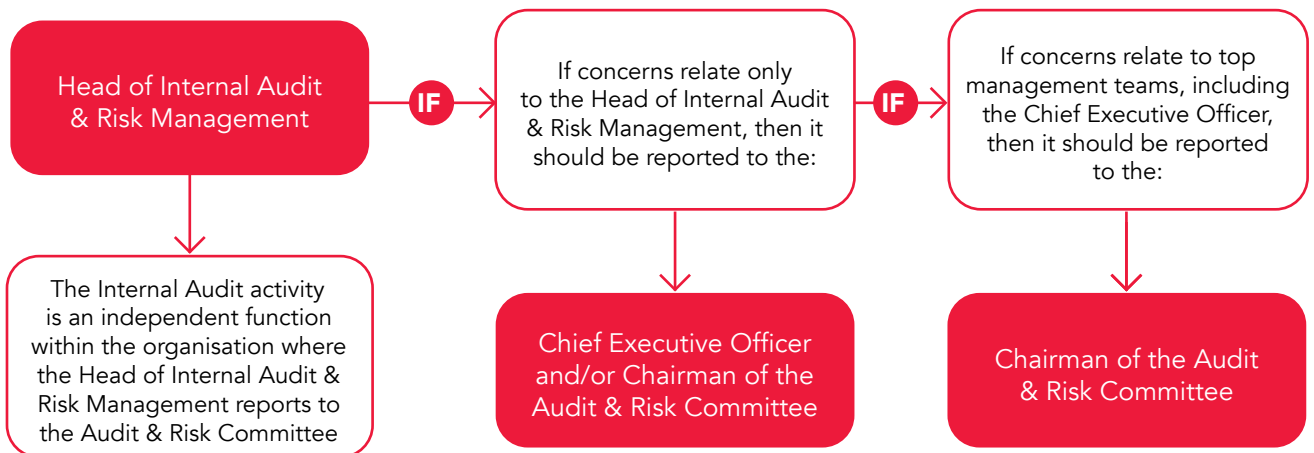 Head of Internal Audit
& Risk Management
IF
If concerns relate only
to the Head of Internal Audit
& Risk Management, then it
should be reported to the:
IF
If concerns relate to top
management teams, including
the Chief Executive Officer,
then it should be reported
to the:
The Internal Audit activity
is an independent function
within the organisation where
the Head of Internal Audit &
Risk Management reports to
the Audit & Risk Committee
Chief Executive Officer
and/or Chairman of the
Audit & Risk Committee
Chairman of the Audit
& Risk Committee